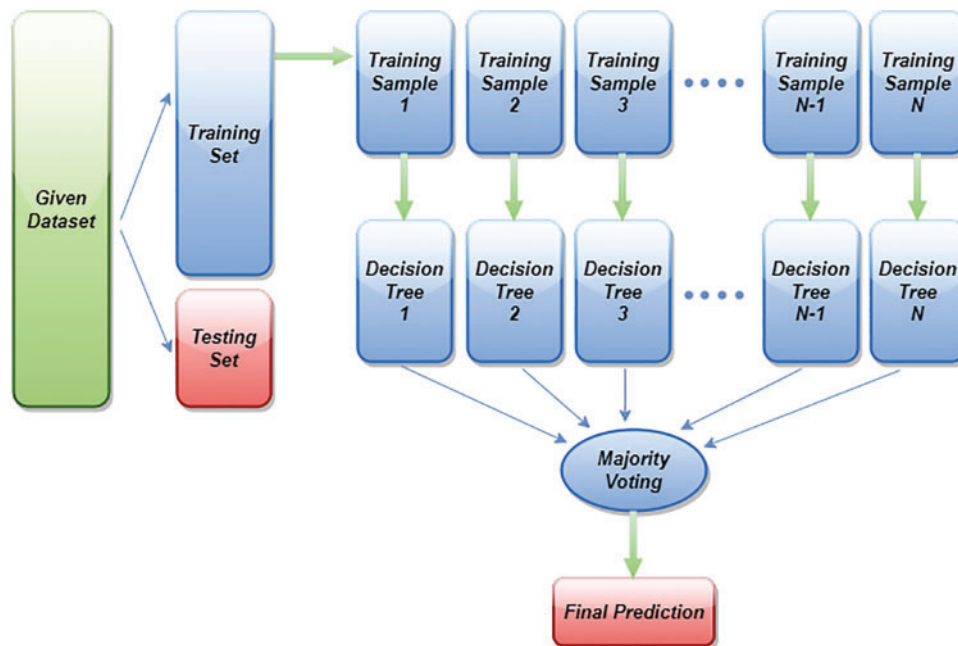 Given
Dataset
Training
Set
Testing
Set
Training
Sample
1
Training
Sample
2
Training
Sample
3
Training
Sample
N-1
Training
Sample
N
Decision
Tree
1
Decision
Tree
2
Decision
Tree
3
Decision
Tree
N-1
Decision
Tree
N
Majority
Voting
Final Prediction